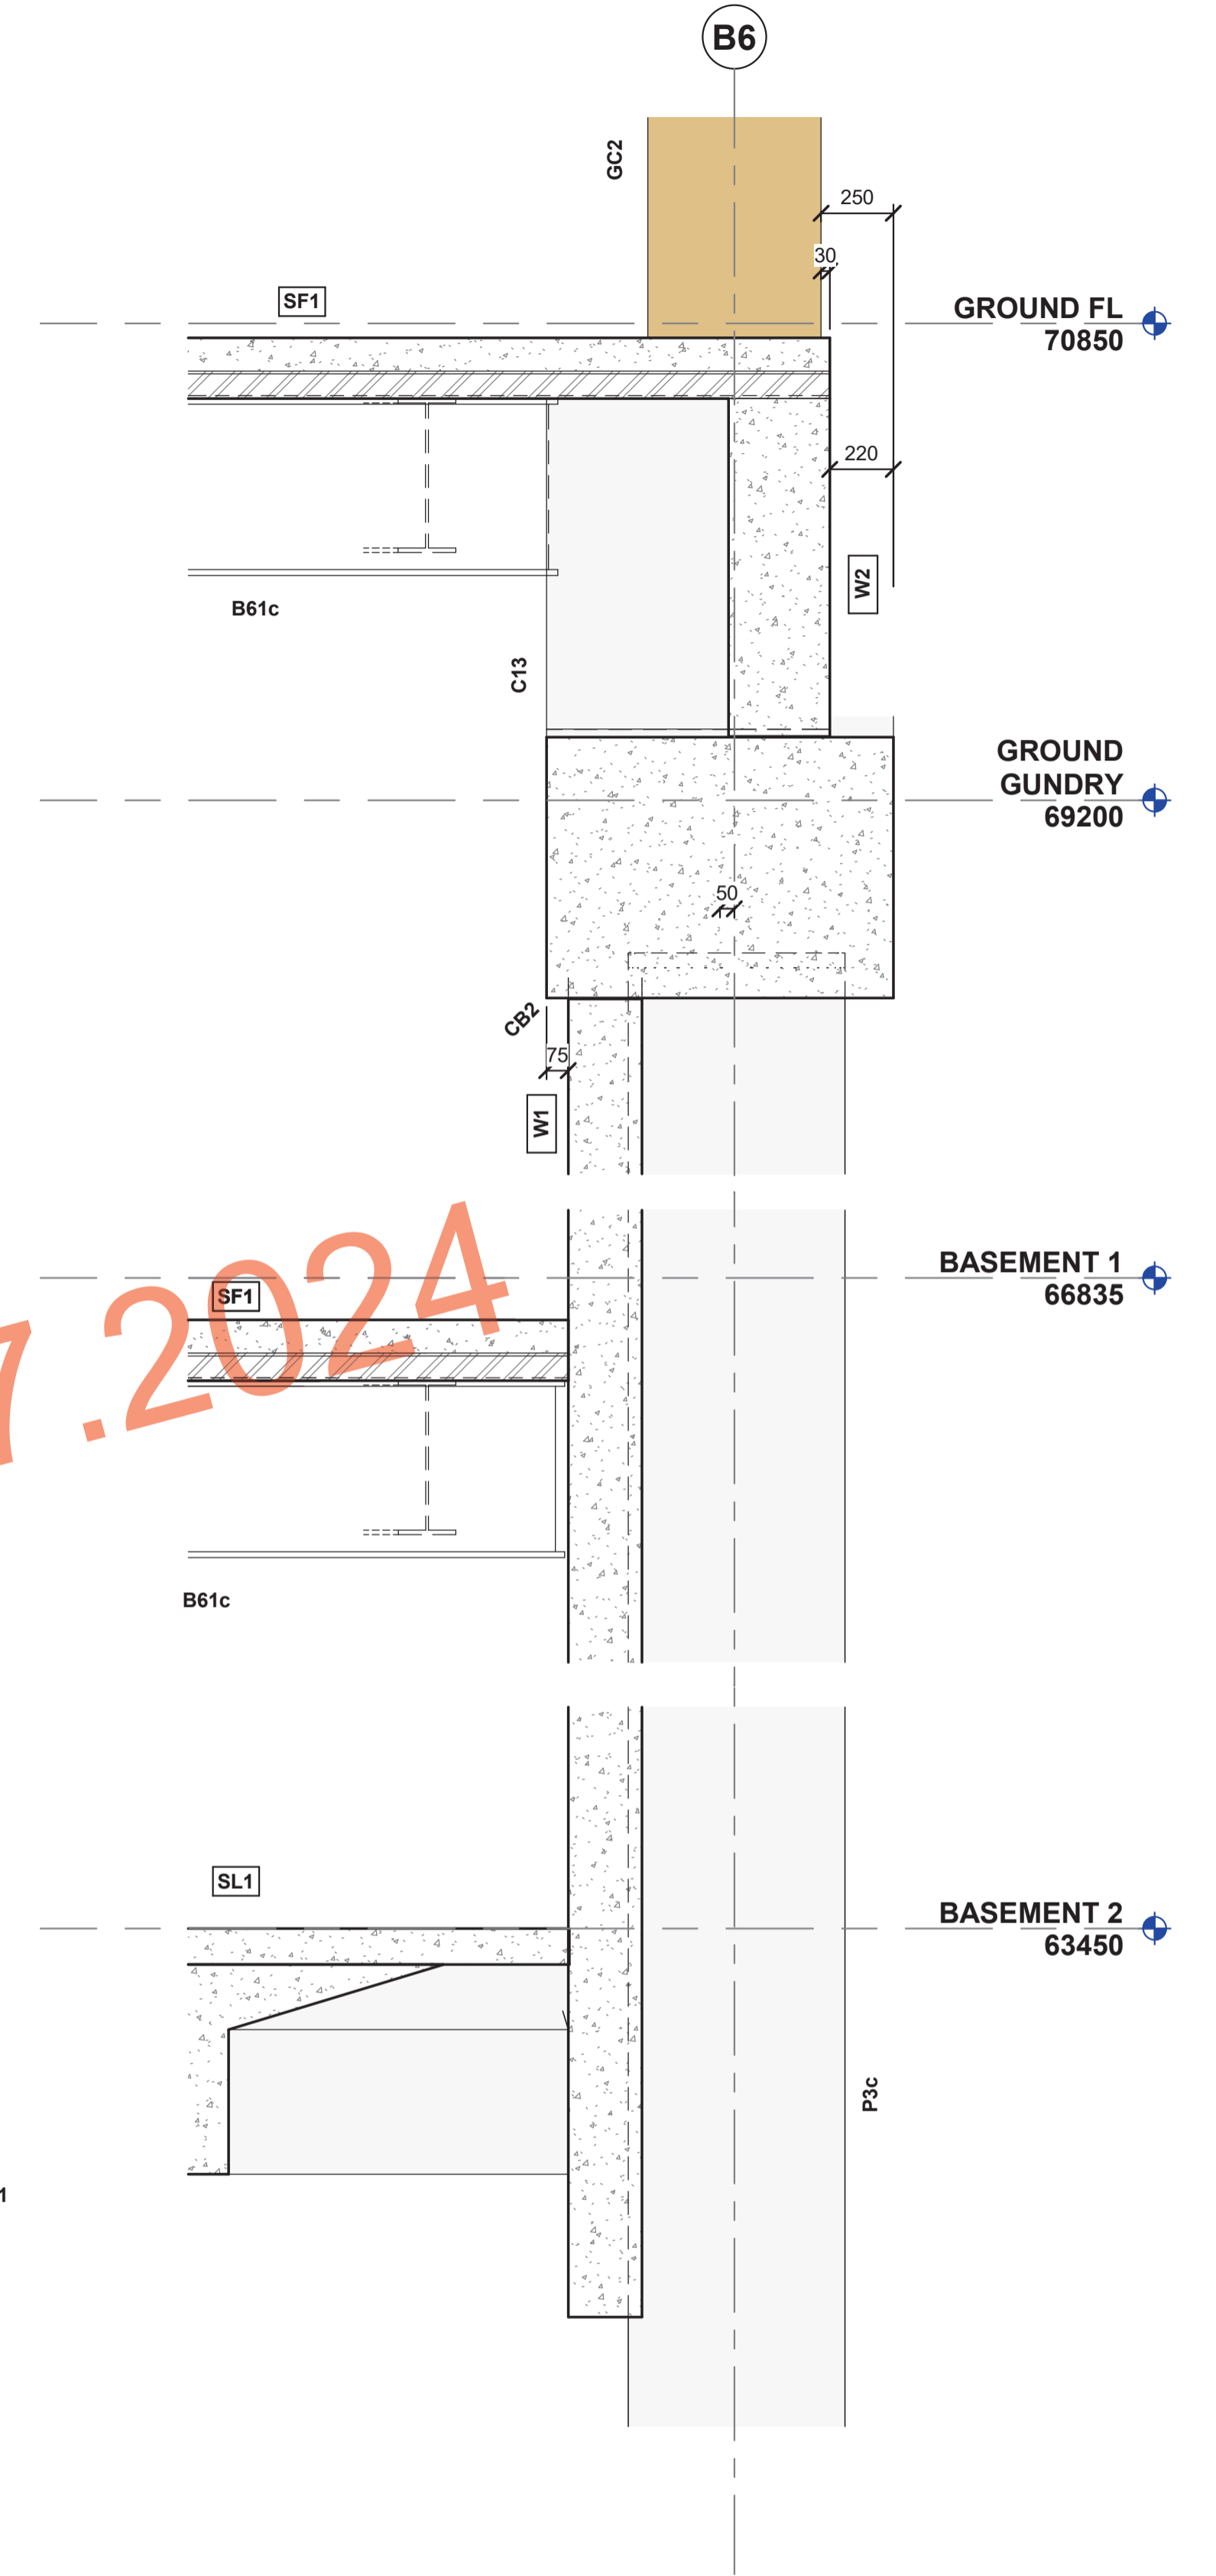 B6
GC2
250
30
SF1
GROUND FL
70850
220
W2
B61c
C13
GROUND
GUNDRY
69200
50
CB2
75
W1
BASEMENT 1
66835
SF1
7.2024
B61c
SL1
BASEMENT 2
63450
P3c
1